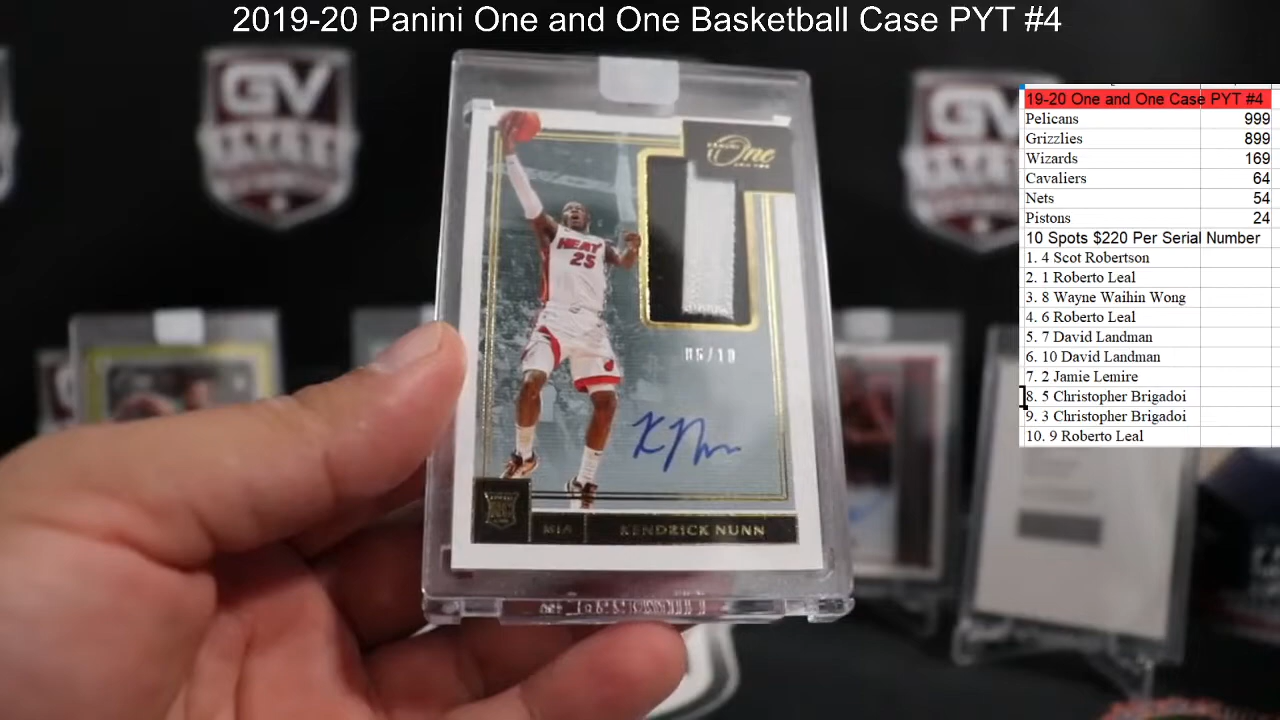 2019-20 Panini One and One Basketball Case PYT #4
19-20 One and One Case PYT #4
Pelicans 999
Grizzlies 899
Wizards 169
Cavaliers 64
Nets 54
Pistons 24
10 Spots $220 Per Serial Number
1. 4 Scot Robertson
2. 1 Roberto Leal
3. 8 Wayne Waihin Wong
4. 6 Roberto Leal
5. 7 David Landman
6. 10 David Landman
7. 2 Jamie Lemire
8. 5 Christopher Brigadoi
9. 3 Christopher Brigadoi
10. 9 Roberto Leal
GV
GV
PANINI
One
HEAT
25
MIA KENDRICK NUNN